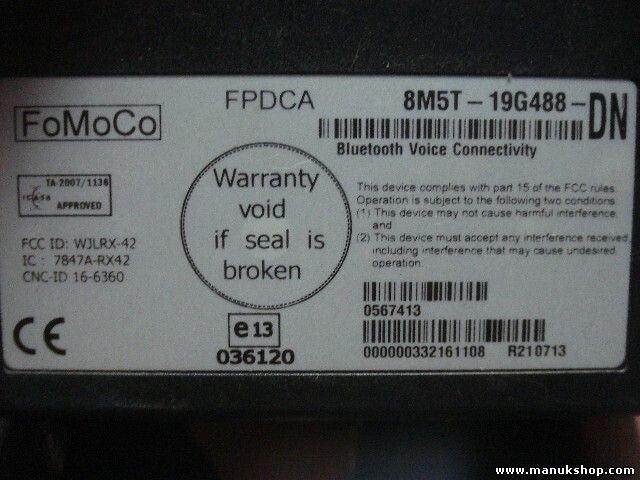 FoMoCo
FPDCA
8M5T-19G488-DN
Bluetooth Voice Connectivity
TA-2007/1136
ICASA
APPROVED
FCC ID: WJLRX-42
IC : 7847A-RX42
CNC-ID 16-6360
CE
Warranty
void
if seal is
broken
e13
036120
This device complies with part 15 of the FCC rules.
Operation is subject to the following two conditions
(1) This device may not cause harmful interference.
and
(2) This device must accept any interference received
including interference that may cause undesired
operation.
0567413
000000332161108 R210713
www.manukshop.com